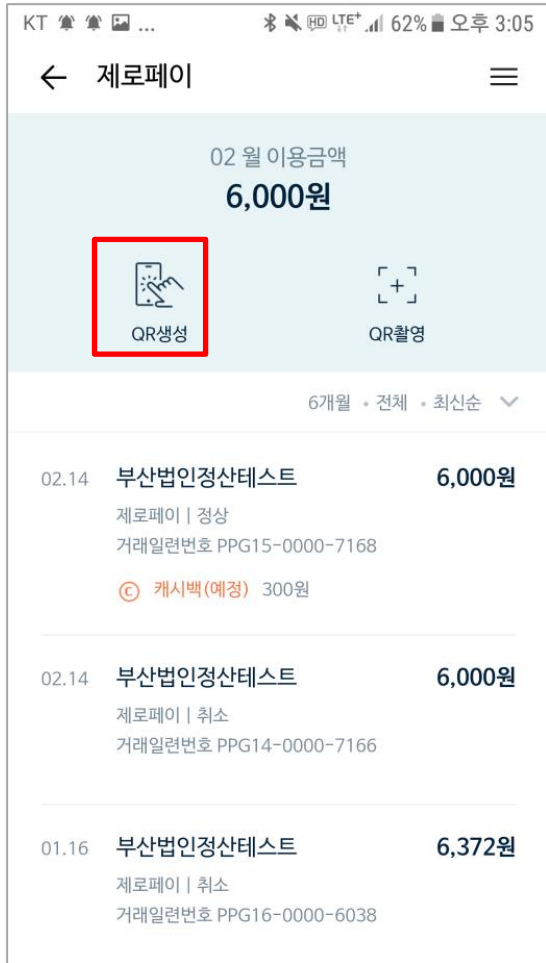 KT ... HD LTE+ 62% 오후 3:05
제로페이
02 월 이용금액
6,000원
QR생성 QR촬영
6개월 • 전체 • 최신순
02.14 부산법인정산테스트 6,000원
제로페이 | 정상
거래일련번호 PPG15-0000-7168
ⓒ 캐시백(예정) 300원
02.14 부산법인정산테스트 6,000원
제로페이 | 취소
거래일련번호 PPG14-0000-7166
01.16 부산법인정산테스트 6,372원
제로페이 | 취소
거래일련번호 PPG16-0000-6038